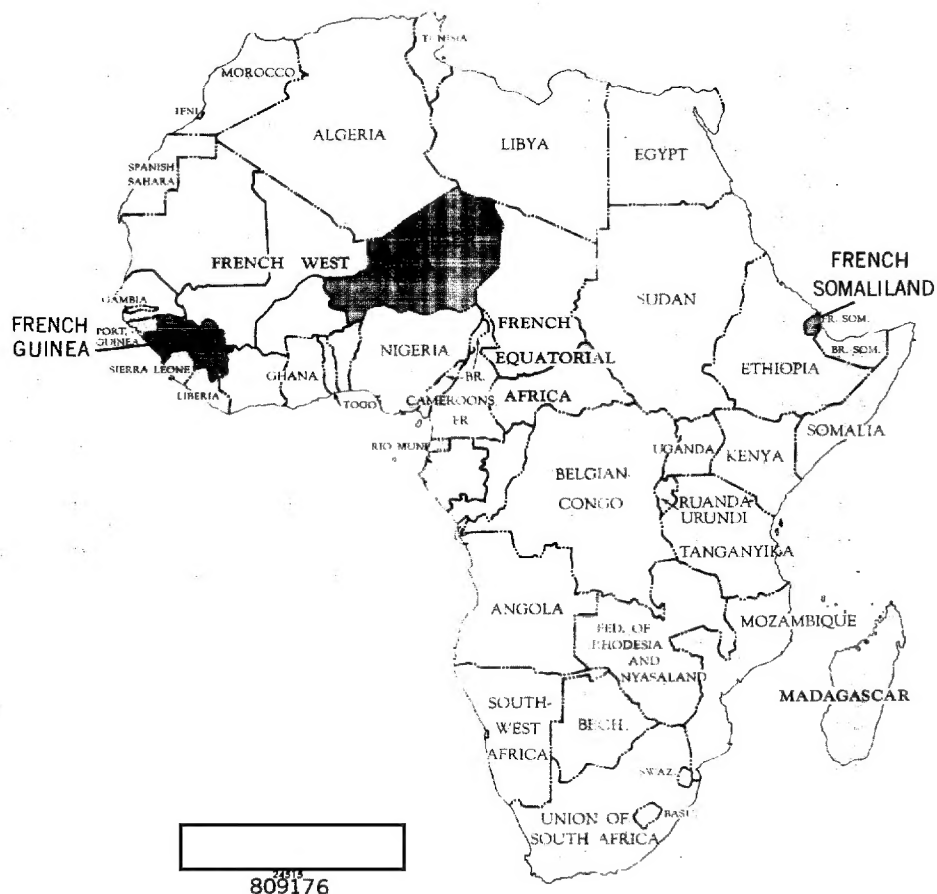 TUNISIA
MOROCCO
IFNI
ALGERIA
LIBYA
EGYPT
SPANISH
SAHARA
FRENCH WEST
FRENCH
SOMALILAND
GAMBIA
SUDAN
FR. SOM.
FRENCH
GUINEA
PORT.
GUINEA
FRENCH
NIGERIA
BR. SOM.
SIERRA LEONE
GHANA
EQUATORIAL
ETHIOPIA
LIBERIA
TOGO
BR.
CAMEROONS
FR
AFRICA
SOMALIA
RIO MUNI
UGANDA
KENYA
BELGIAN
CONGO
RUANDA
URUNDI
TANGANYIKA
ANGOLA
MOZAMBIQUE
FED. OF
RHODESIA
AND
NYASALAND
MADAGASCAR
SOUTH-
WEST
AFRICA
BECH.
SWAZ.
BASU.
UNION OF
SOUTH AFRICA
24515
809176